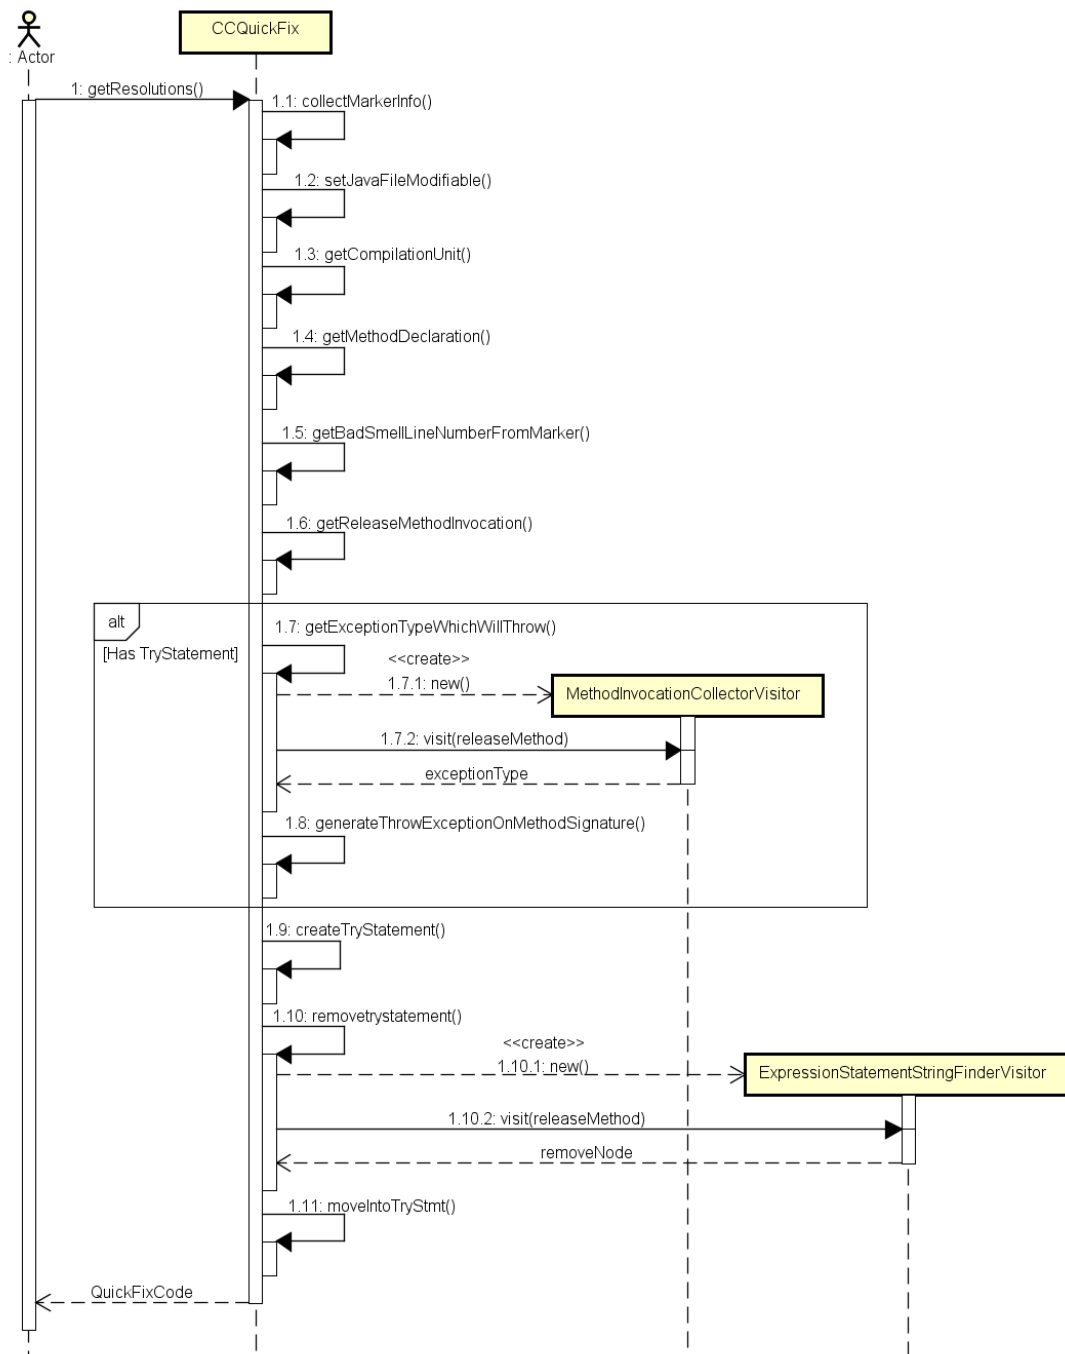 CCQuickFix
: Actor
1: getResolutions()
1.1: collectMarkerInfo()
1.2: setJavaFileModifiable()
1.3: getCompilationUnit()
1.4: getMethodDeclaration()
1.5: getBadSmellLineNumberFromMarker()
1.6: getReleaseMethodInvocation()
alt
1.7: getExceptionTypeWhichWillThrow()
[Has TryStatement]
<<create>>
1.7.1: new()
MethodInvocationCollectorVisitor
1.7.2: visit(releaseMethod)
exceptionType
1.8: generateThrowExceptionOnMethodSignature()
1.9: createTryStatement()
1.10: removetrystatement()
<<create>>
1.10.1: new()
ExpressionStatementStringFinderVisitor
1.10.2: visit(releaseMethod)
removeNode
1.11: moveIntoTryStmt()
QuickFixCode